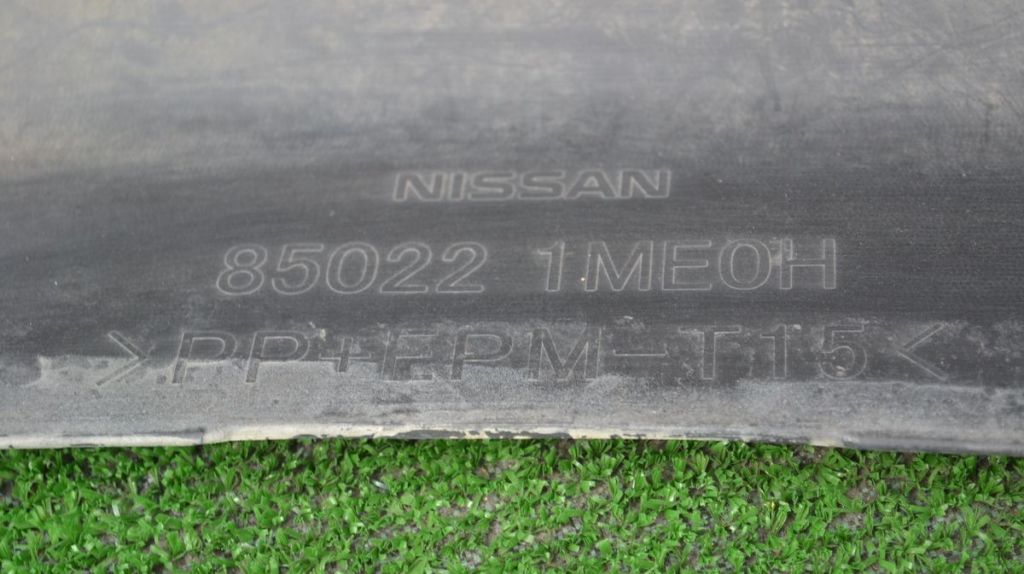 NISSAN
85022 1ME0H
>PP+EPM-T15<